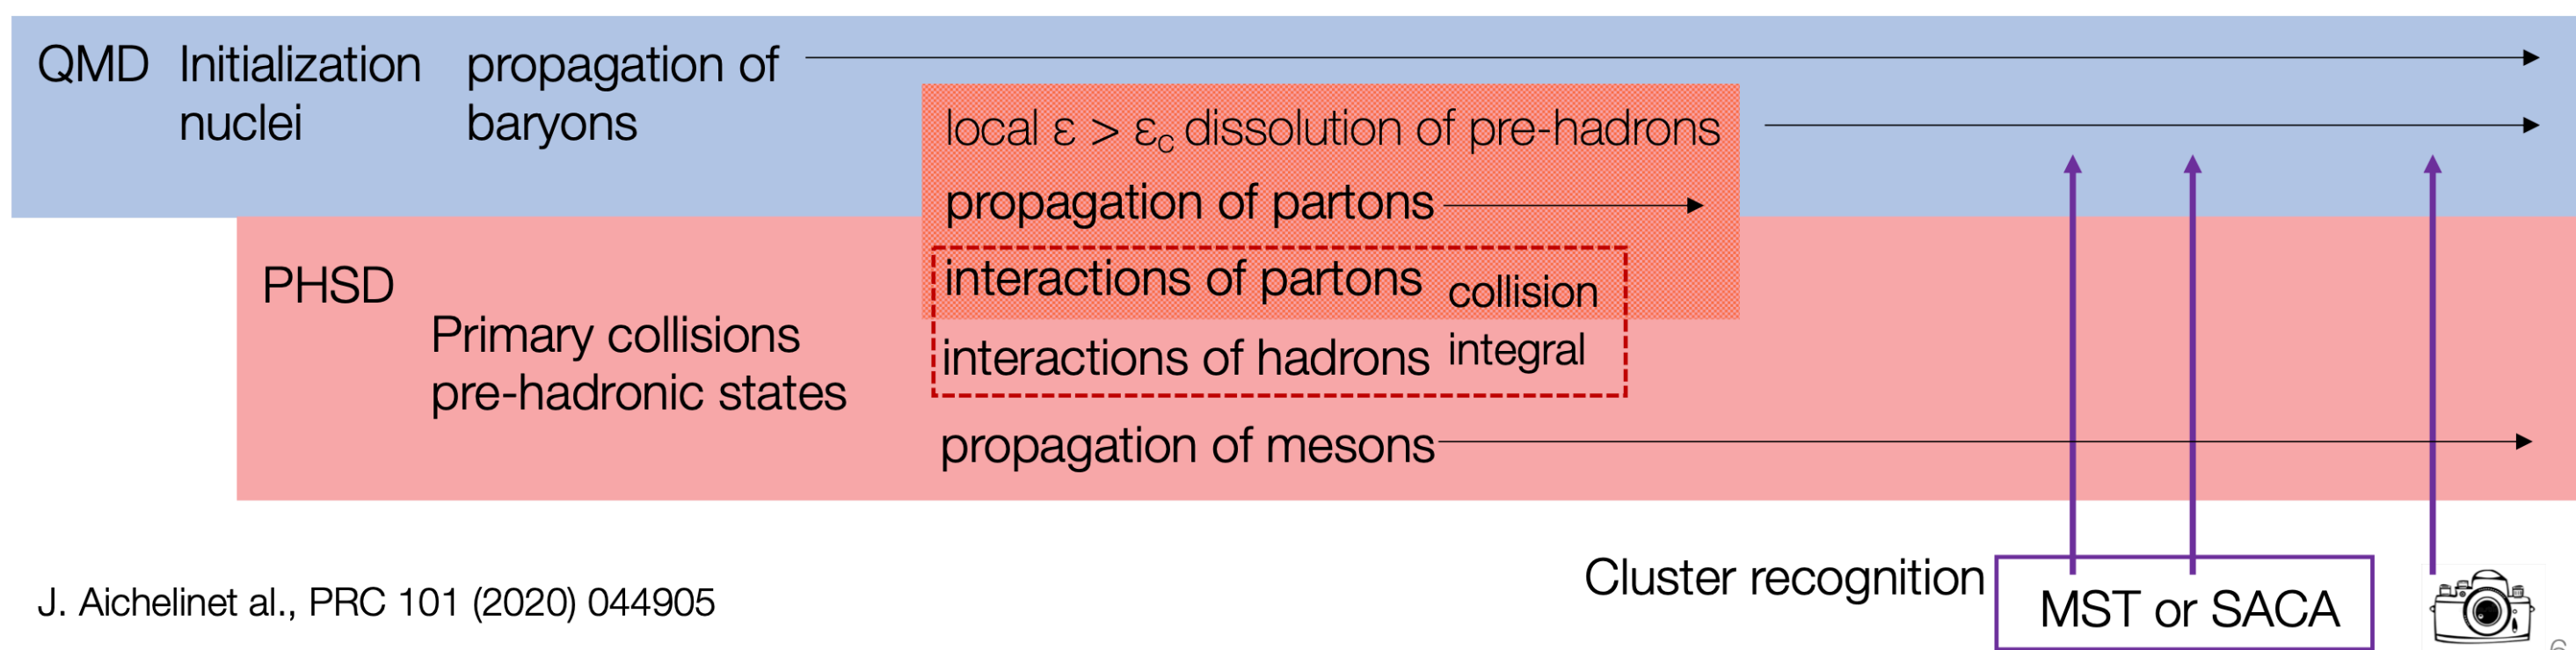 QMD Initialization propagation of
nuclei baryons
local ε > εc dissolution of pre-hadrons
propagation of partons
PHSD
interactions of partons collision
Primary collisions
interactions of hadrons integral
pre-hadronic states
propagation of mesons
Cluster recognition
MST or SACA
J. Aichelinet al., PRC 101 (2020) 044905